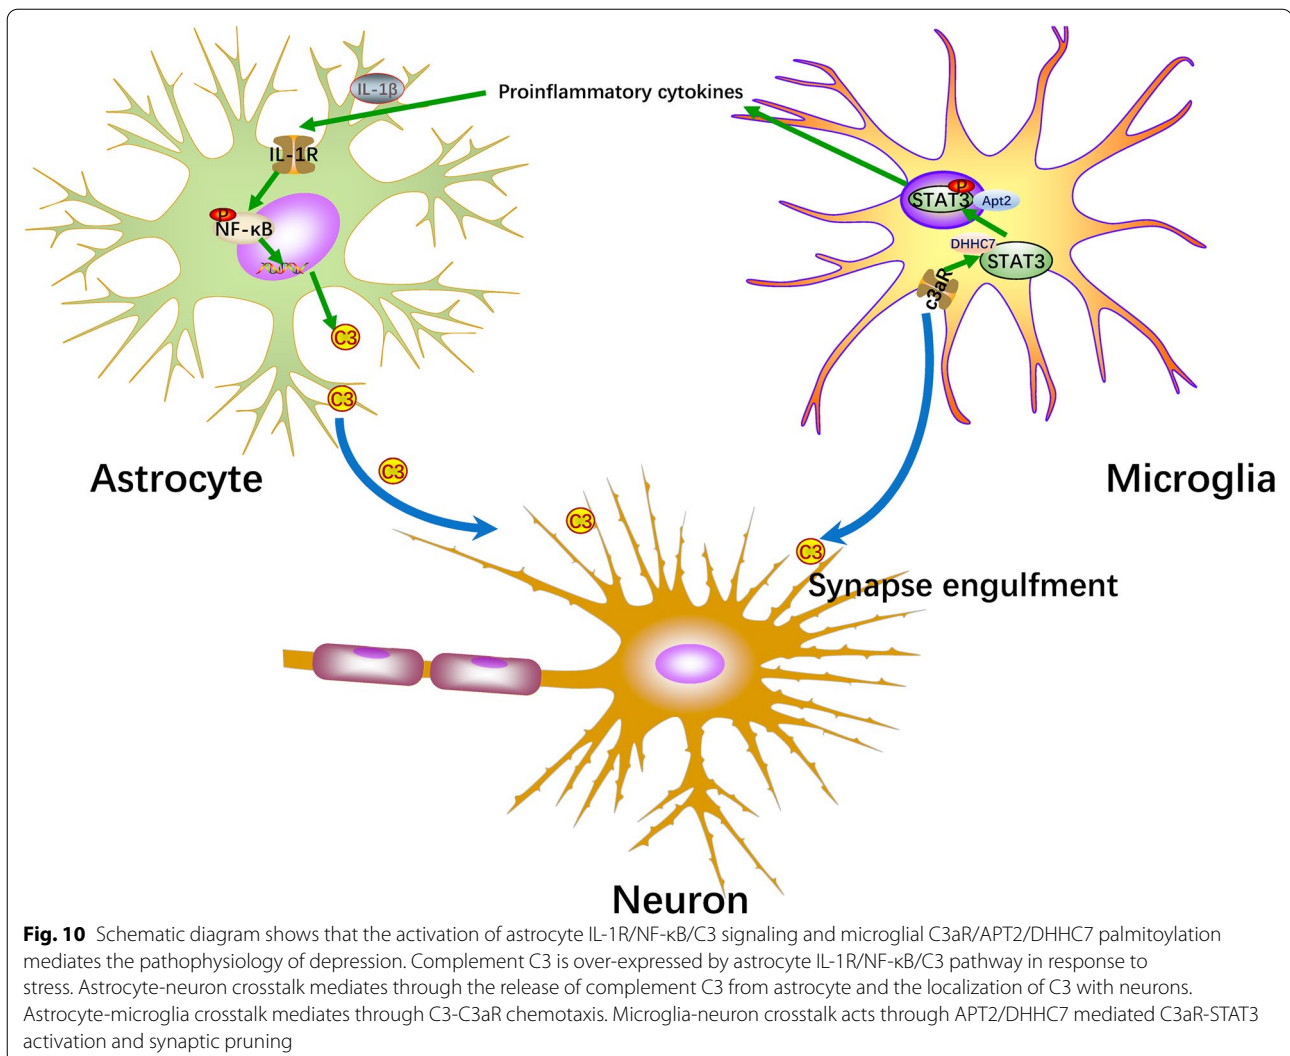 IL-1β
Proinflammatory cytokines
IL-1R
P
NF-κB
C3
C3
C3
C3
C3
Astrocyte
P
STAT3
Apt2
DHHC7
STAT3
c3aR
Microglia
Synapse engulfment
Neuron
Fig. 10 Schematic diagram shows that the activation of astrocyte IL-1R/NF-κB/C3 signaling and microglial C3aR/APT2/DHHC7 palmitoylation
mediates the pathophysiology of depression. Complement C3 is over-expressed by astrocyte IL-1R/NF-κB/C3 pathway in response to
stress. Astrocyte-neuron crosstalk mediates through the release of complement C3 from astrocyte and the localization of C3 with neurons.
Astrocyte-microglia crosstalk mediates through C3-C3aR chemotaxis. Microglia-neuron crosstalk acts through APT2/DHHC7 mediated C3aR-STAT3
activation and synaptic pruning